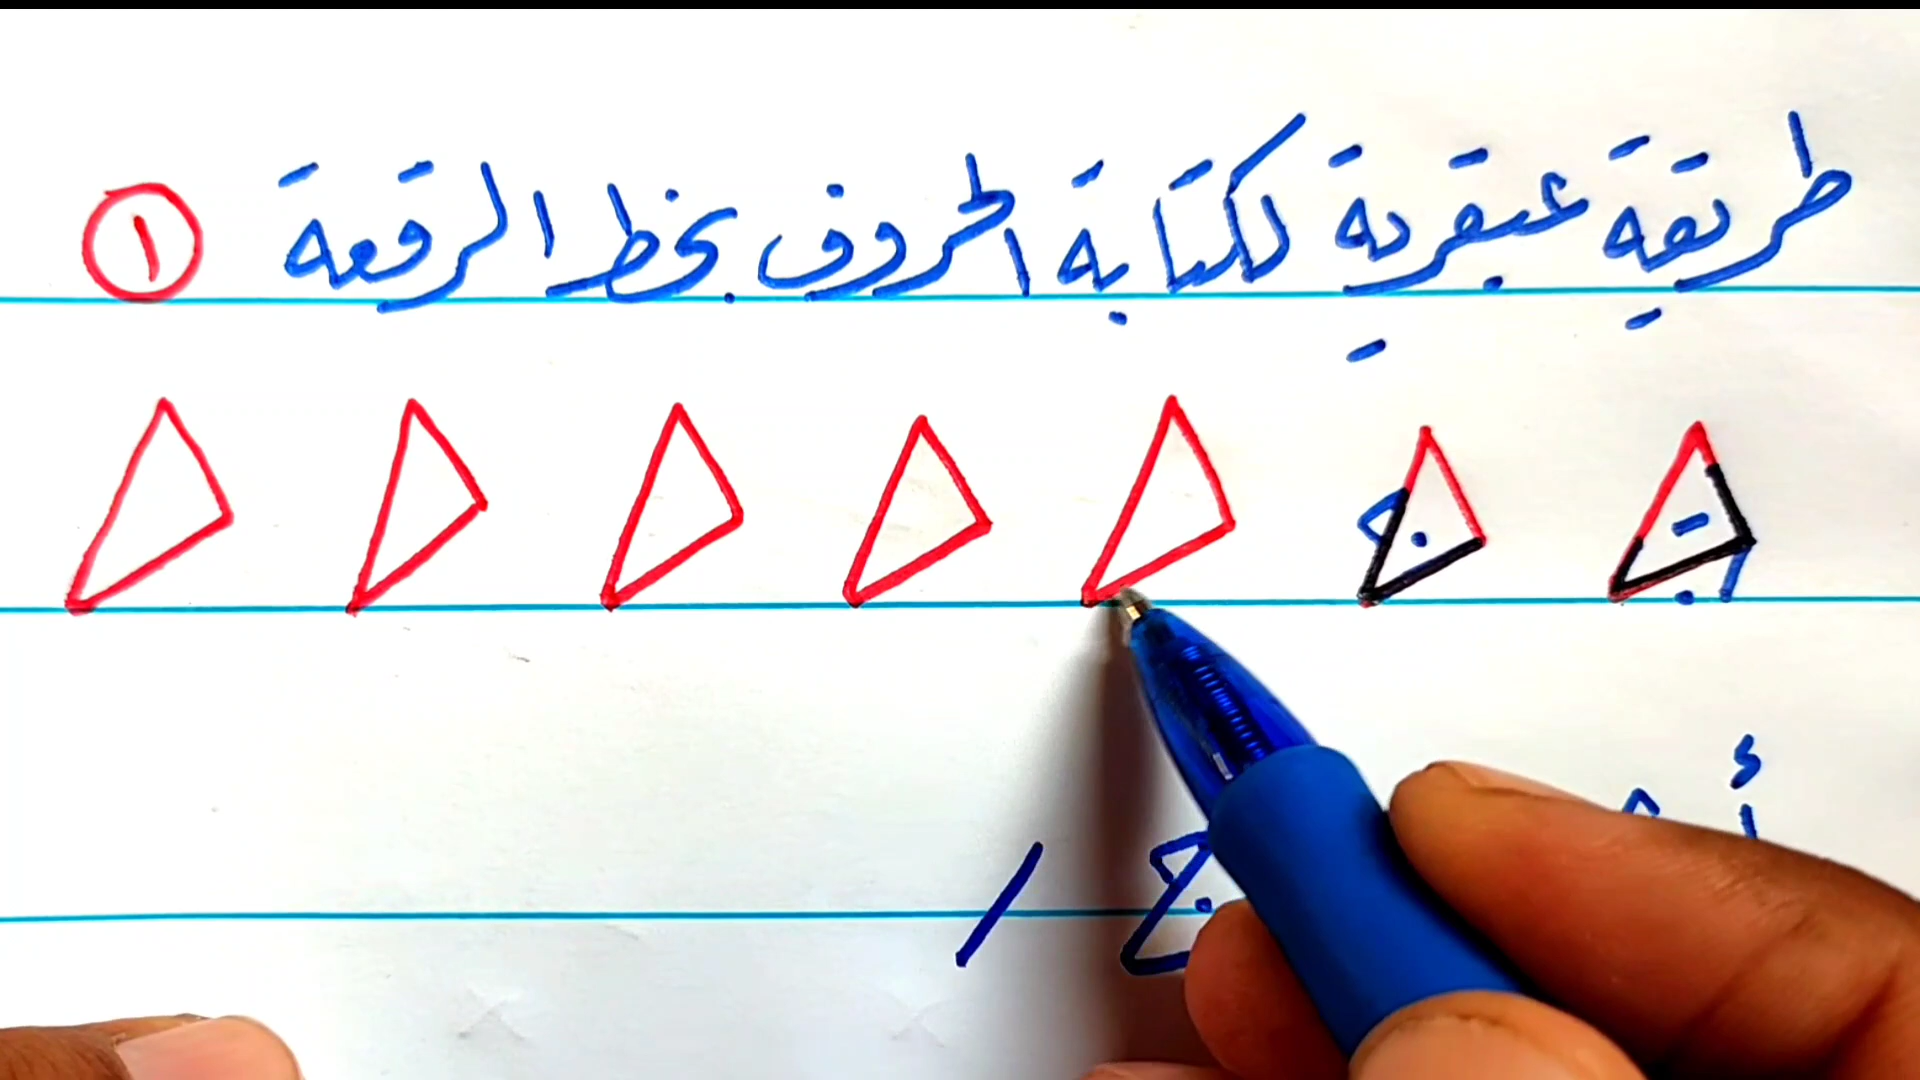 طريقة عبقرية لكتابة الحروف بخط الرقعة ١
أ
ج